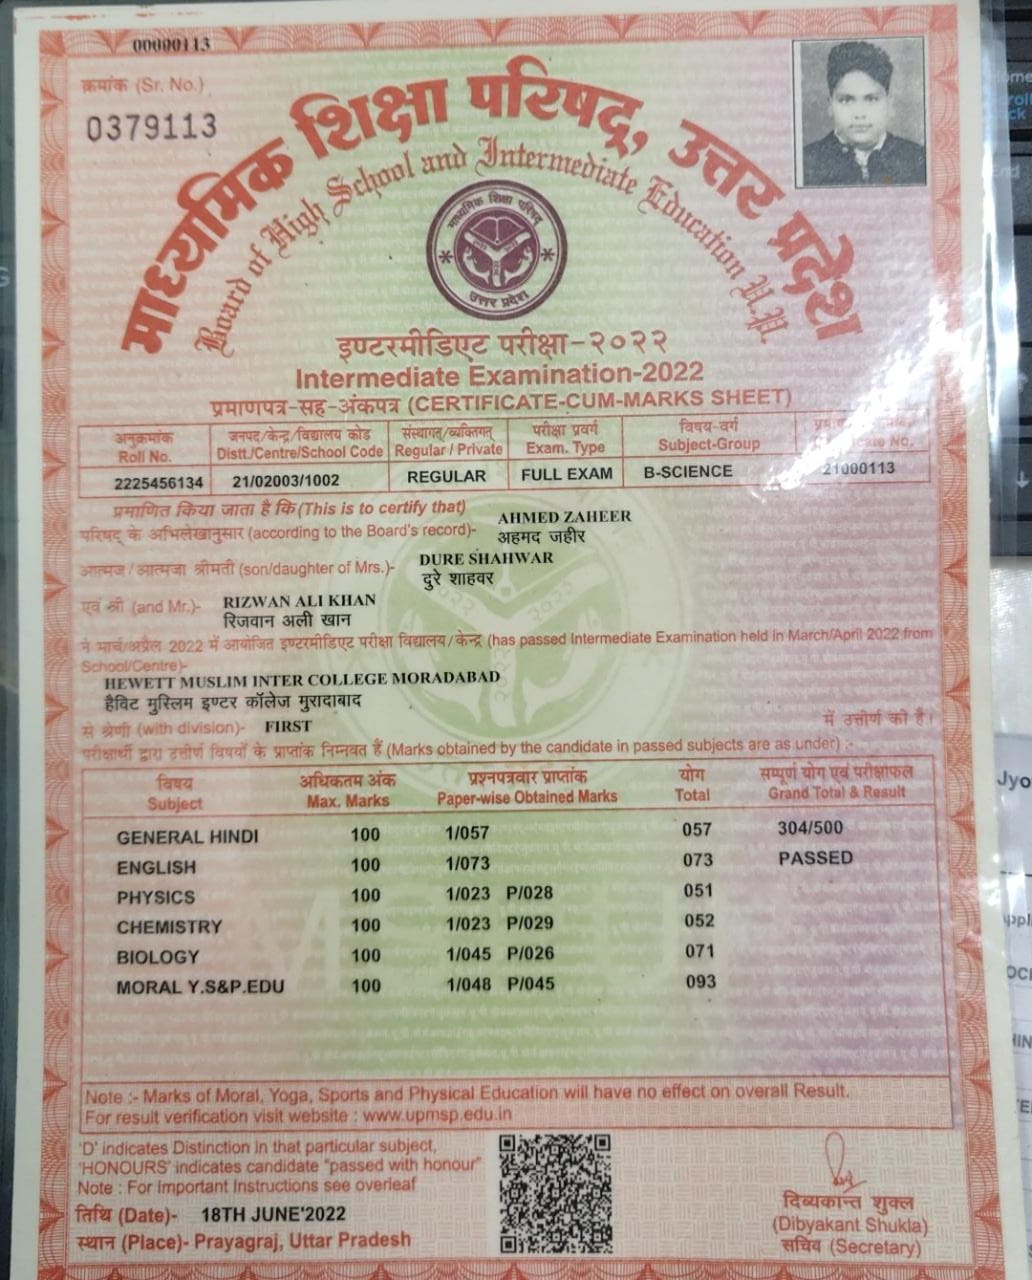 00000113
क्रमांक (Sr. No.)
0379113
माध्यमिक शिक्षा परिषद्, उत्तर प्रदेश
Board of High School and Intermediate Education U.P.
माध्यमिक शिक्षा परिषद
उत्तर प्रदेश
इण्टरमीडिएट परीक्षा-२०२२
Intermediate Examination-2022
प्रमाणपत्र-सह-अंकपत्र (CERTIFICATE-CUM-MARKS SHEET)
अनुक्रमांक जनपद/केन्द्र/विद्यालय कोड संस्थागत/व्यक्तिगत परीक्षा प्रवर्ग विषय-वर्ग
Roll No. Distt./Centre/School Code Regular / Private Exam. Type Subject-Group No.
2225456134 21/02003/1002 REGULAR FULL EXAM B-SCIENCE 21000113
प्रमाणित किया जाता है कि (This is to certify that)
परिषद् के अभिलेखानुसार (according to the Board's record)- AHMED ZAHEER
अहमद जहीर
आत्मज/आत्मजा श्रीमती (son/daughter of Mrs.)- DURE SHAHWAR
दुरे शाहवर
एवं श्री (and Mr.)- RIZWAN ALI KHAN
रिजवान अली खान
ने मार्च/अप्रैल 2022 में आयोजित इण्टरमीडिएट परीक्षा विद्यालय/केन्द्र (has passed Intermediate Examination held in March/April 2022 from
School/Centre)-
HEWETT MUSLIM INTER COLLEGE MORADABAD
हैविट मुस्लिम इण्टर कॉलेज मुरादाबाद
से श्रेणी (with division)- FIRST में उत्तीर्ण की है।
परीक्षार्थी द्वारा उत्तीर्ण विषयों के प्राप्तांक निम्नवत हैं (Marks obtained by the candidate in passed subjects are as under) :-
विषय अधिकतम अंक प्रश्नपत्रवार प्राप्तांक योग सम्पूर्ण योग एवं परीक्षाफल
Subject Max. Marks Paper-wise Obtained Marks Total Grand Total & Result
GENERAL HINDI 100 1/057 057 304/500
ENGLISH 100 1/073 073 PASSED
PHYSICS 100 1/023 P/028 051
CHEMISTRY 100 1/023 P/029 052
BIOLOGY 100 1/045 P/026 071
MORAL Y.S&P.EDU 100 1/048 P/045 093
Note :- Marks of Moral, Yoga, Sports and Physical Education will have no effect on overall Result.
For result verification visit website : www.upmsp.edu.in
'D' indicates Distinction in that particular subject,
'HONOURS' indicates candidate "passed with honour"
Note : For Important Instructions see overleaf
तिथि (Date)- 18TH JUNE'2022
स्थान (Place)- Prayagraj, Uttar Pradesh
दिब्यकान्त शुक्ल
(Dibyakant Shukla)
सचिव (Secretary)